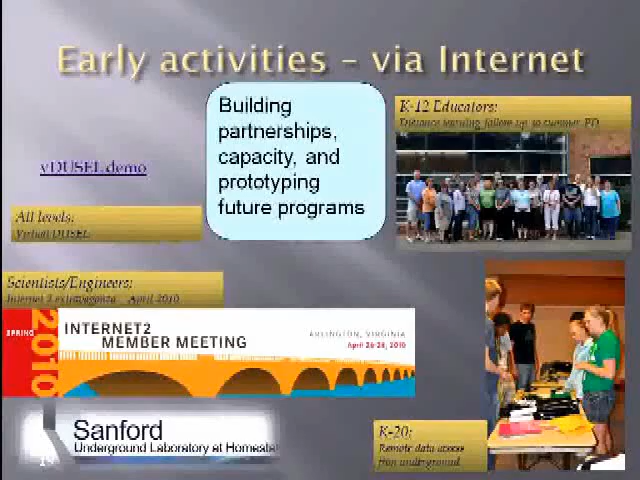 Early activities – via Internet
Building
partnerships,
capacity, and
prototyping
future programs
K-12 Educators:
Distance learning follow up to summer PD
vDUSEL demo
All levels:
Virtual DUSEL
Scientists/Engineers:
Internet 2 extravaganza April 2010
SPRING
2010
INTERNET2
MEMBER MEETING
ARLINGTON, VIRGINIA
April 26-28, 2010
Sanford
Underground Laboratory at Homesta
K-20:
Remote data access
from underground